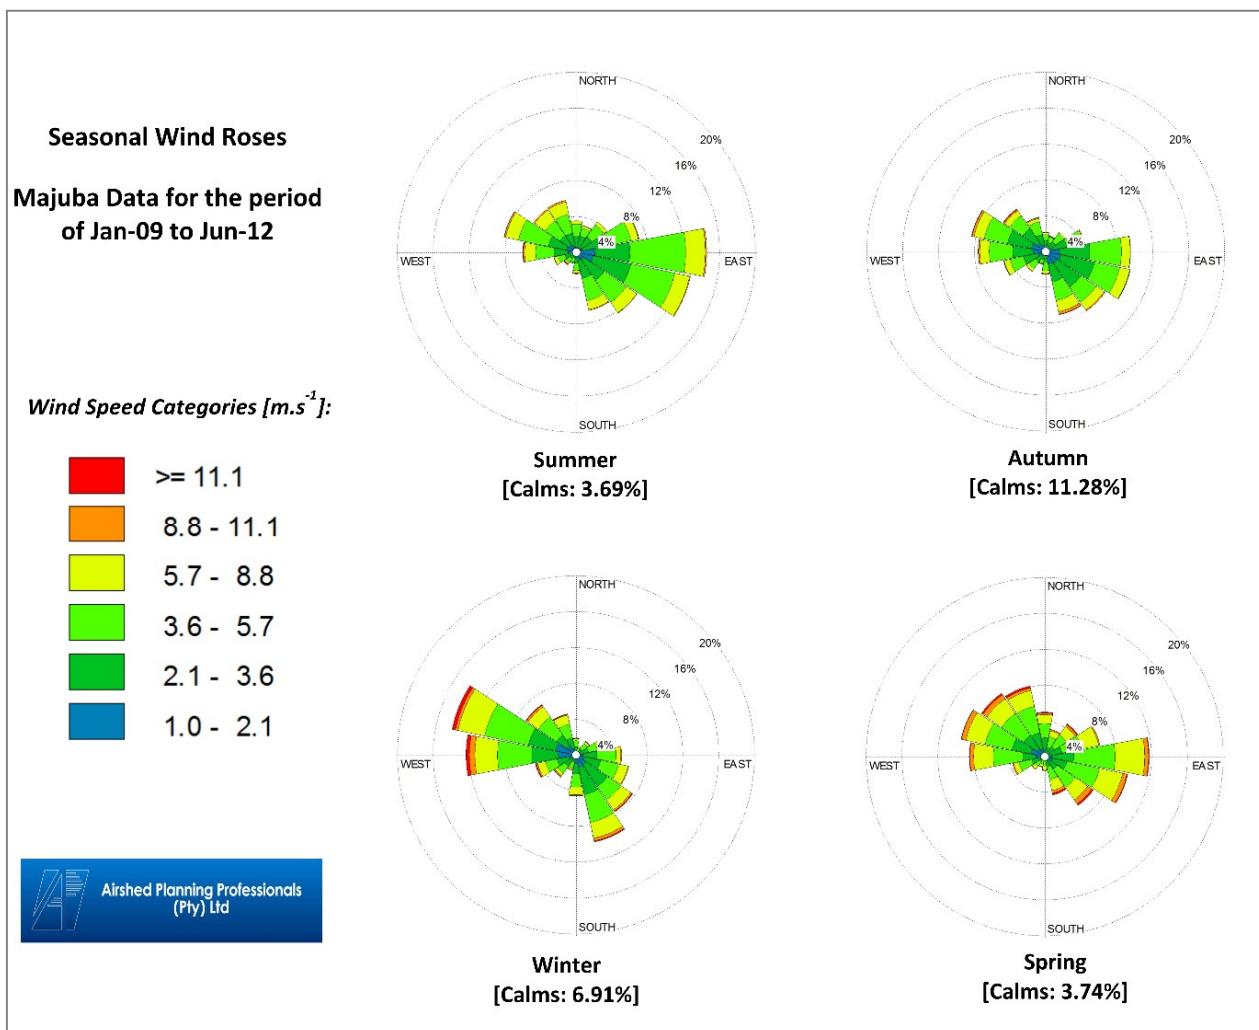 Seasonal Wind Roses
Majuba Data for the period
of Jan-09 to Jun-12
Wind Speed Categories [m.s-1]:
>= 11.1
8.8 - 11.1
5.7 - 8.8
3.6 - 5.7
2.1 - 3.6
1.0 - 2.1
Airshed Planning Professionals
(Pty) Ltd
NORTH
20%
16%
12%
8%
4%
WEST
EAST
SOUTH
Summer
[Calms: 3.69%]
NORTH
20%
16%
12%
8%
4%
WEST
EAST
SOUTH
Autumn
[Calms: 11.28%]
NORTH
20%
16%
12%
8%
4%
WEST
EAST
SOUTH
Winter
[Calms: 6.91%]
NORTH
20%
16%
12%
8%
4%
WEST
EAST
SOUTH
Spring
[Calms: 3.74%]